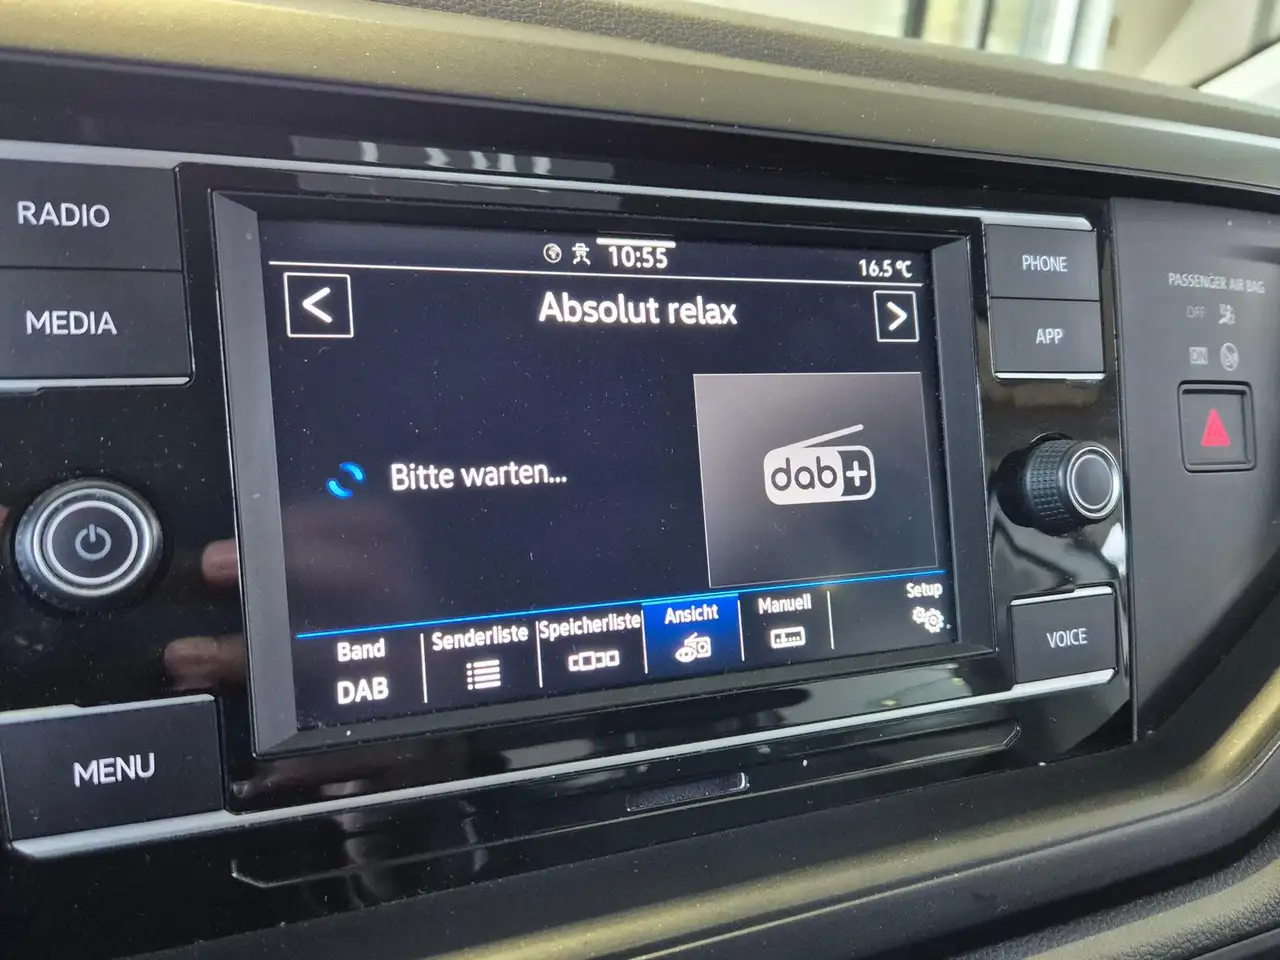 RADIO
MEDIA
MENU
10:55
16.5℃
<
Absolut relax
>
Bitte warten...
dab+
Band
DAB
Senderliste
Speicherliste
Ansicht
Manuell
Setup
PHONE
APP
VOICE
PASSENGER AIR BAG
OFF
ON